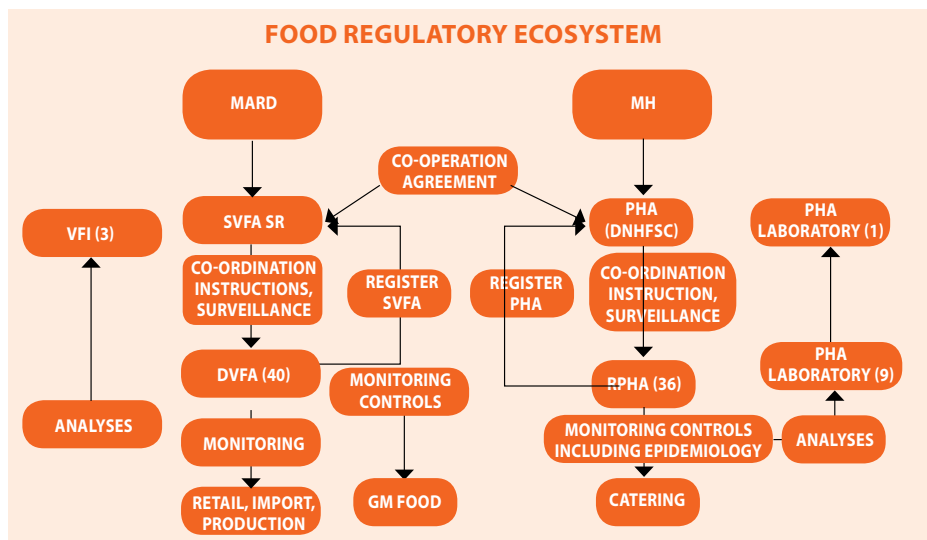 FOOD REGULATORY ECOSYSTEM
MARD
MH
CO-OPERATION
AGREEMENT
SVFA SR
PHA
(DNHFSC)
VFI (3)
PHA
LABORATORY (1)
CO-ORDINATION
INSTRUCTIONS,
SURVEILLANCE
REGISTER
SVFA
REGISTER
PHA
CO-ORDINATION
INSTRUCTION,
SURVEILLANCE
DVFA (40)
MONITORING
CONTROLS
RPHA (36)
PHA
LABORATORY (9)
ANALYSES
MONITORING
MONITORING CONTROLS
INCLUDING EPIDEMIOLOGY
ANALYSES
RETAIL, IMPORT,
PRODUCTION
GM FOOD
CATERING